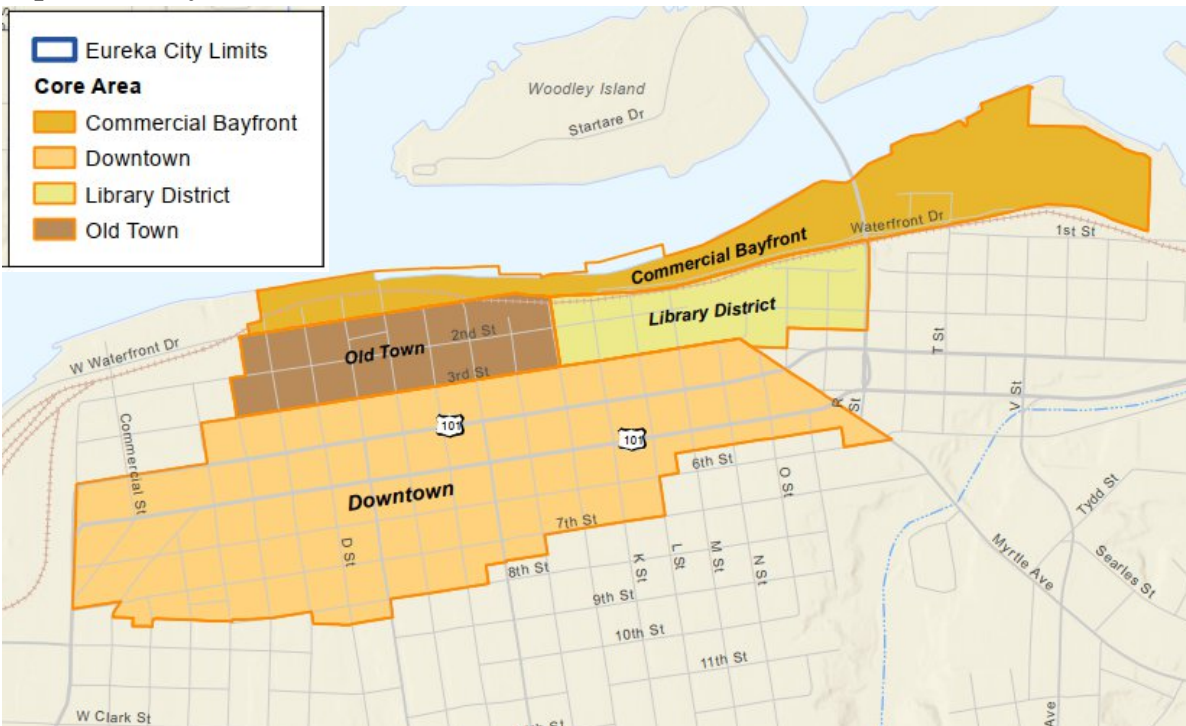 Eureka City Limits
Core Area
Commercial Bayfront
Downtown
Library District
Old Town
Woodley Island
Startare Dr
Waterfront Dr
1st St
Commercial Bayfront
Library District
W Waterfront Dr
Old Town
2nd St
3rd St
T St
V St
R
St
101
101
Commercial St
Downtown
6th St
O St
7th St
D St
8th St
K St
L St
M St
N St
9th St
10th St
11th St
Myrtle Ave
Tydd St
Searles St
W Clark St
Ave